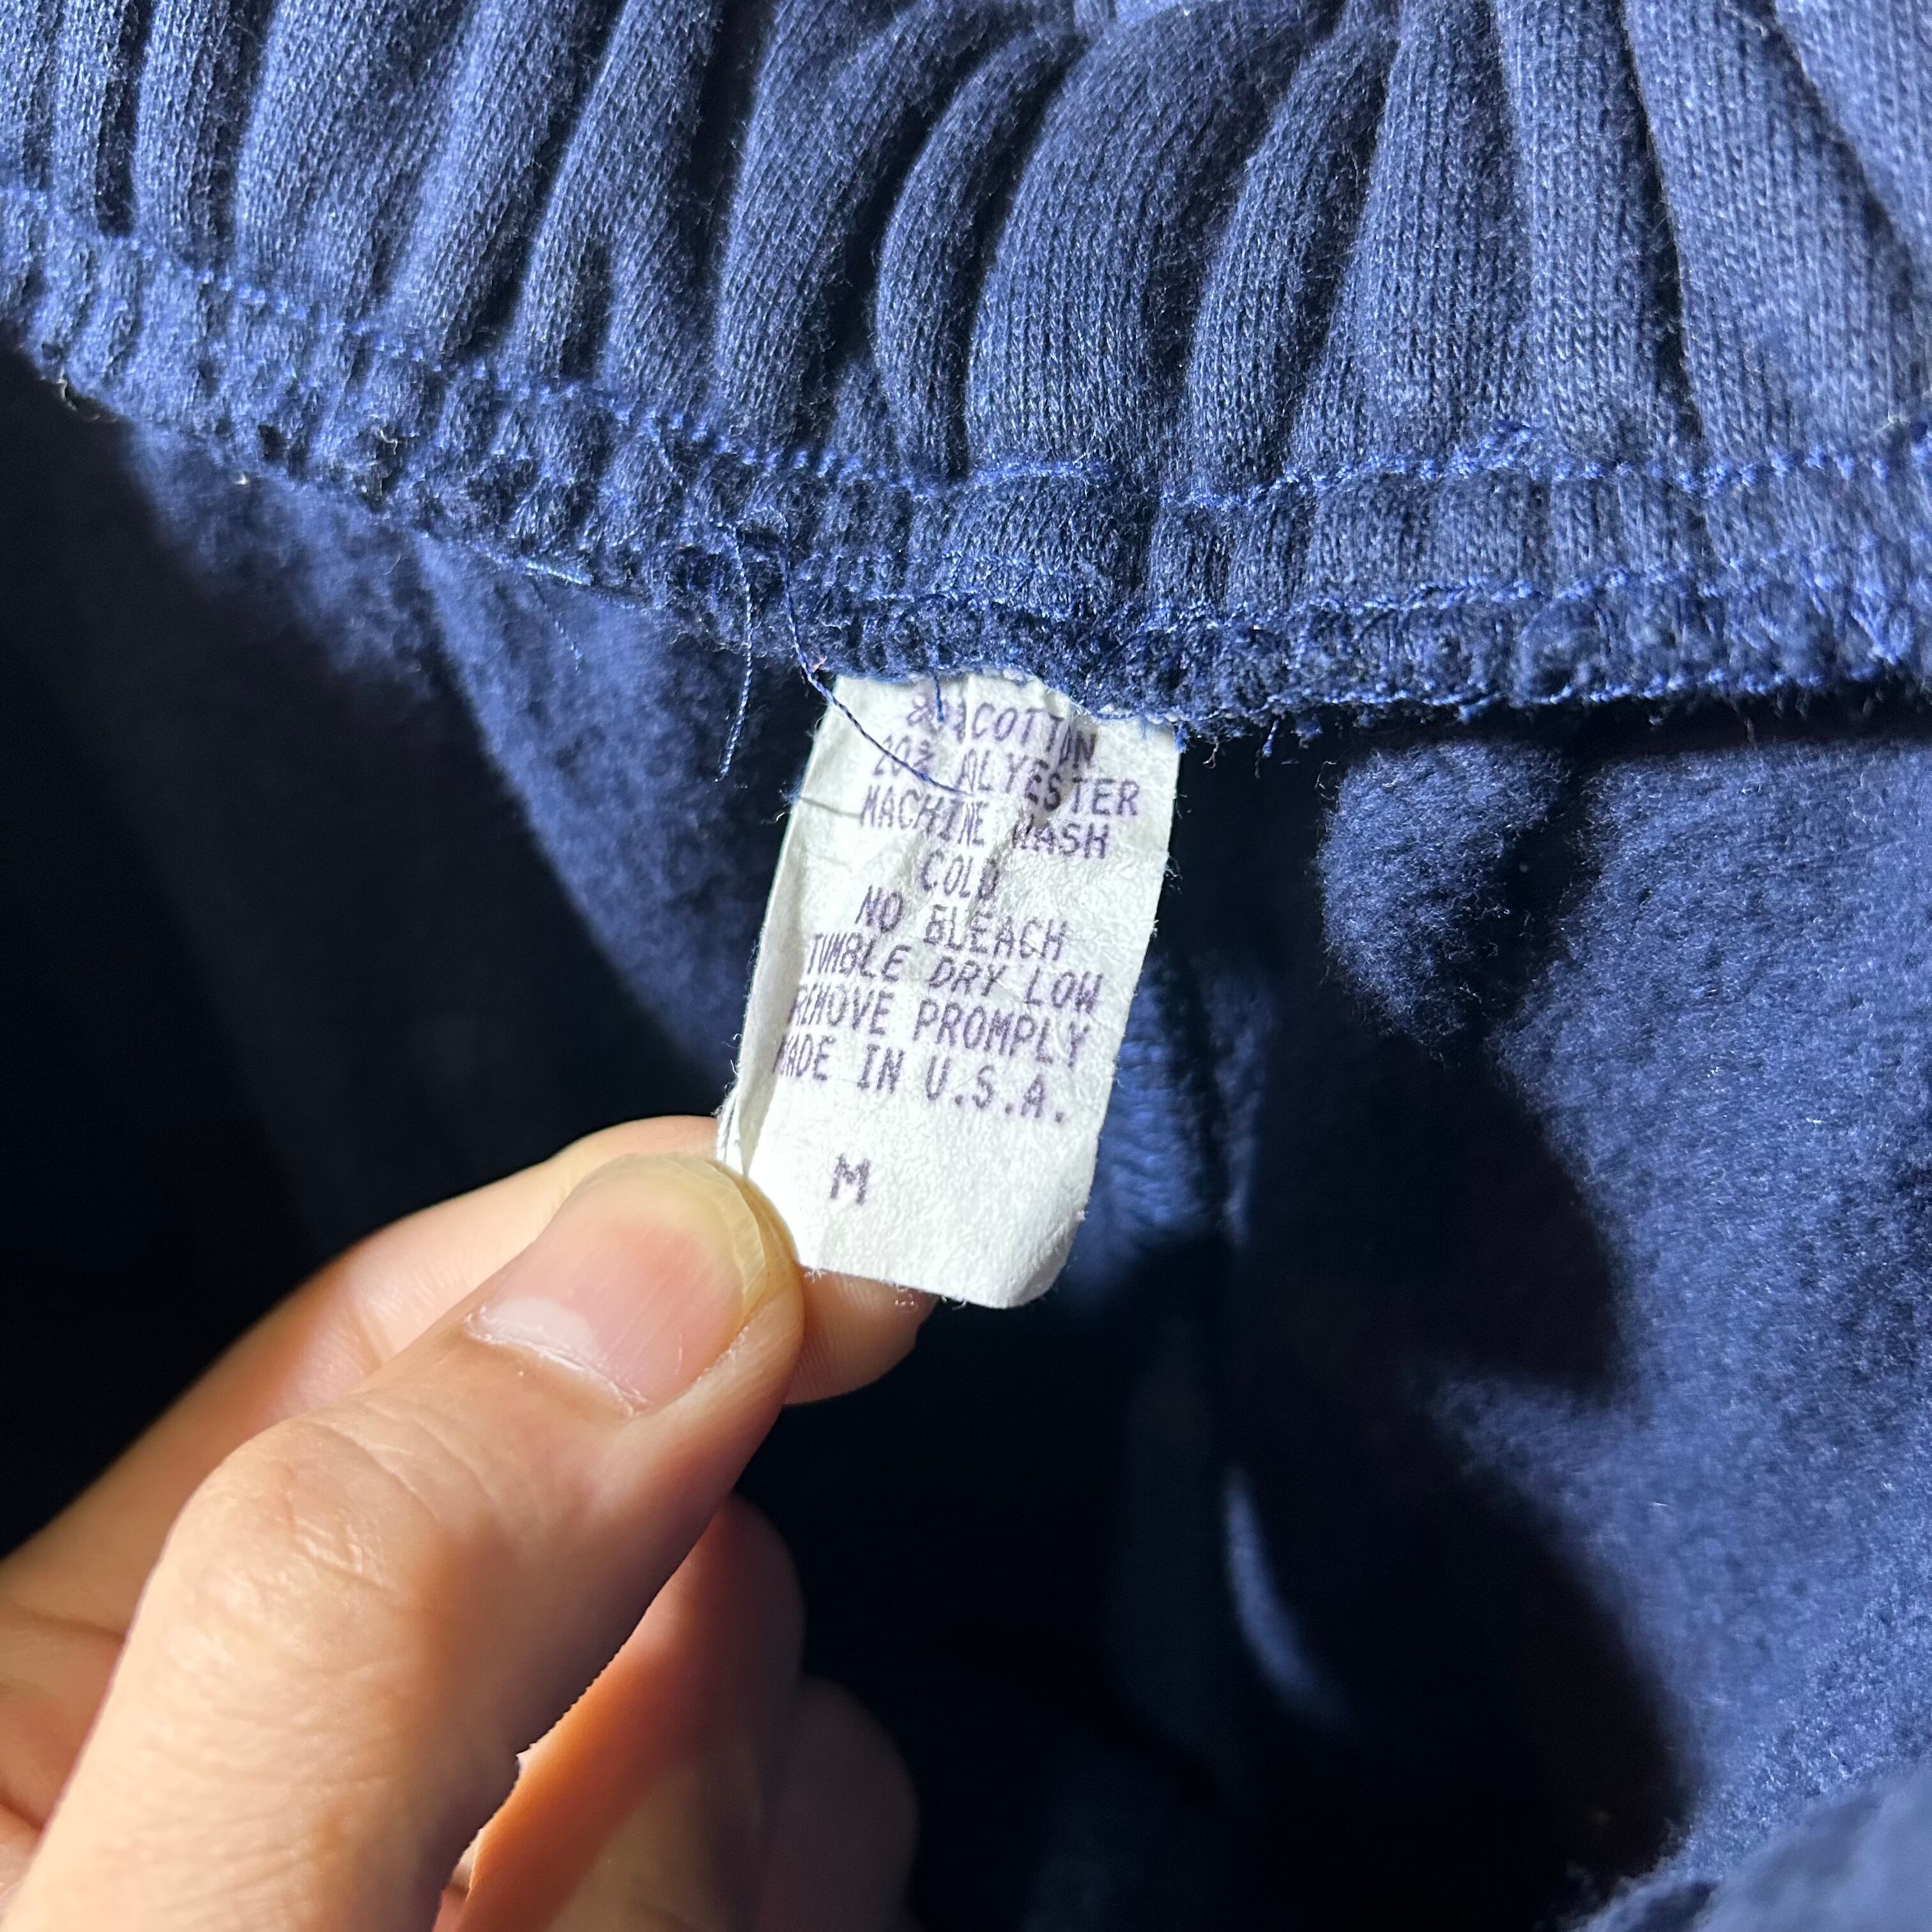 COTTON
20% POLYESTER
MACHINE WASH
COLD
NO BLEACH
TUMBLE DRY LOW
REMOVE PROMPLY
MADE IN U.S.A.
M